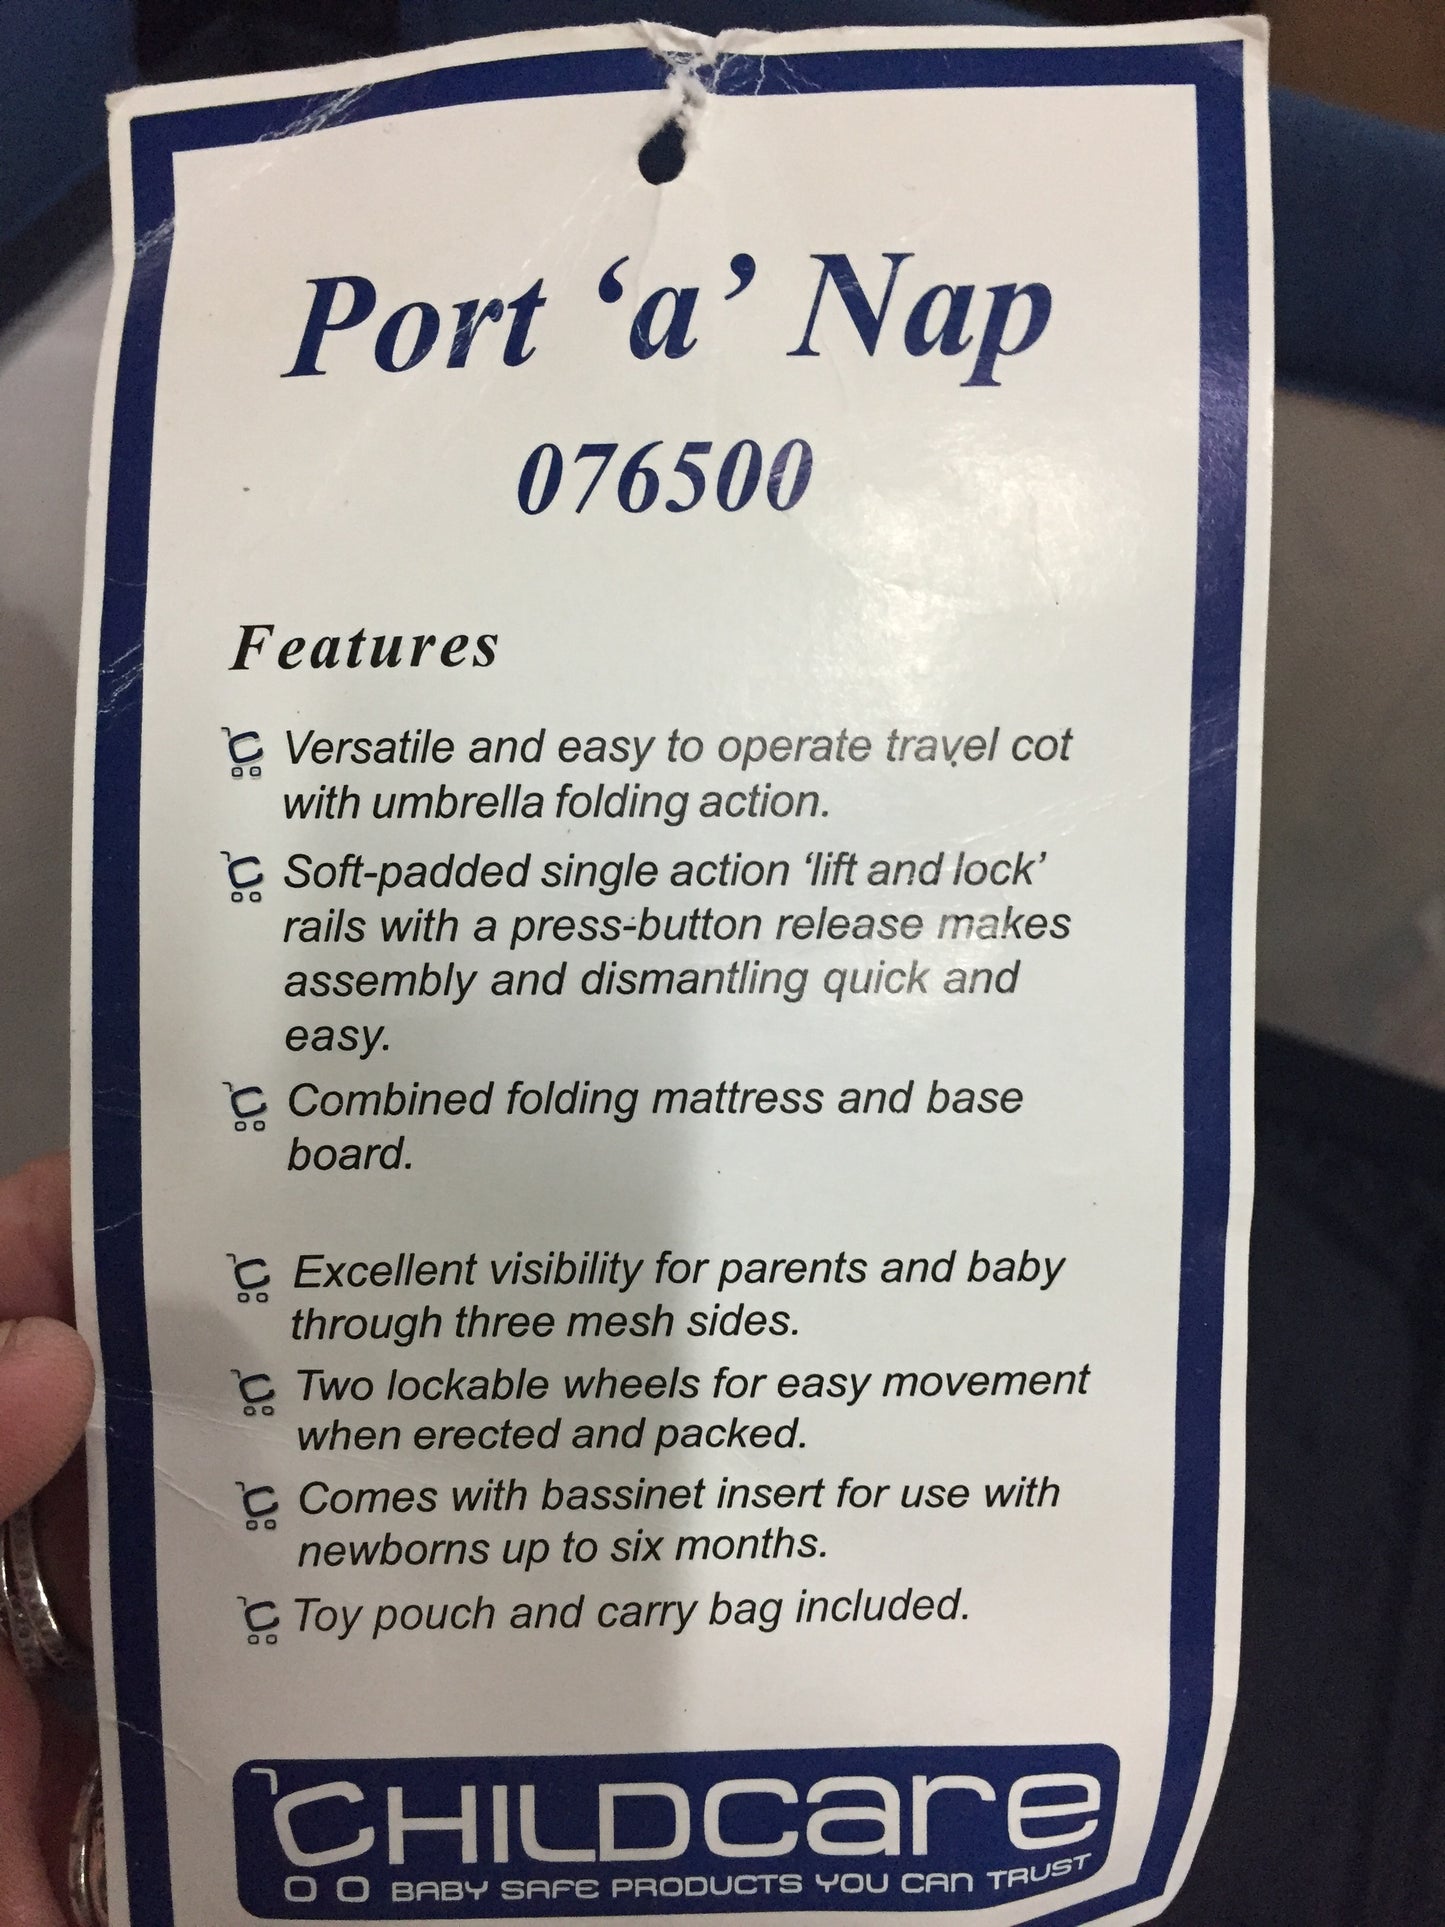 Port ‘a’ Nap
076500
Features
Versatile and easy to operate travel cot
with umbrella folding action.
Soft-padded single action ‘lift and lock’
rails with a press-button release makes
assembly and dismantling quick and
easy.
Combined folding mattress and base
board.
Excellent visibility for parents and baby
through three mesh sides.
Two lockable wheels for easy movement
when erected and packed.
Comes with bassinet insert for use with
newborns up to six months.
Toy pouch and carry bag included.
CHILDcare
BABY SAFE PRODUCTS YOU CAN TRUST